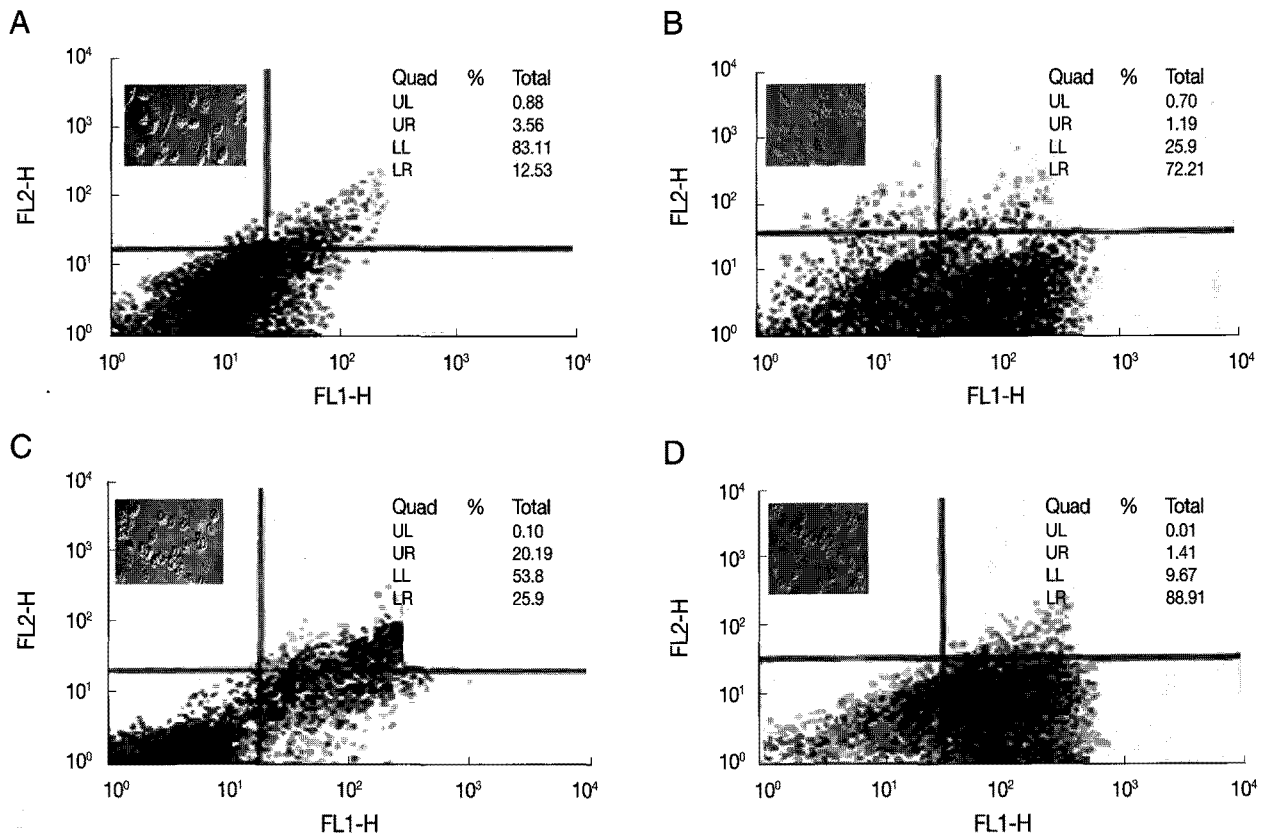 A
10⁴
10³
10²
10¹
10⁰
FL2-H
Quad % Total
UL 0.88
UR 3.56
LL 83.11
LR 12.53
10⁰ 10¹ 10² 10³ 10⁴
FL1-H
B
10⁴
10³
10²
10¹
10⁰
FL2-H
Quad % Total
UL 0.70
UR 1.19
LL 25.9
LR 72.21
10⁰ 10¹ 10² 10³ 10⁴
FL1-H
C
10⁴
10³
10²
10¹
10⁰
FL2-H
Quad % Total
UL 0.10
UR 20.19
LL 53.8
LR 25.9
10⁰ 10¹ 10² 10³ 10⁴
FL1-H
D
10⁴
10³
10²
10¹
10⁰
FL2-H
Quad % Total
UL 0.01
UR 1.41
LL 9.67
LR 88.91
10⁰ 10¹ 10² 10³ 10⁴
FL1-H